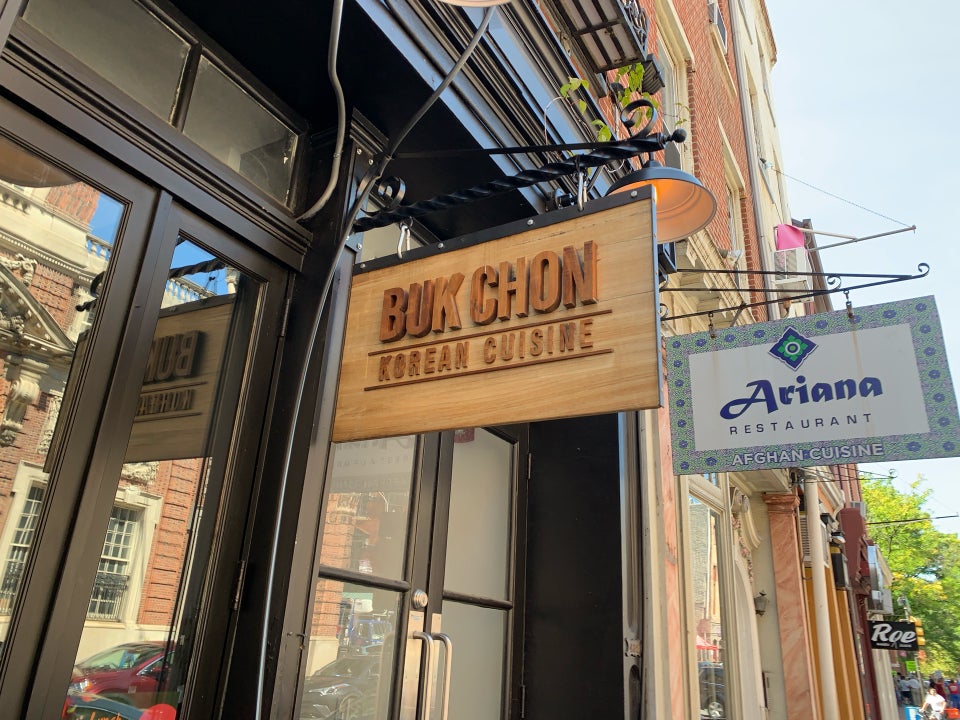 BUK CHON
KOREAN CUISINE
Ariana
RESTAURANT
AFGHAN CUISINE
Roe